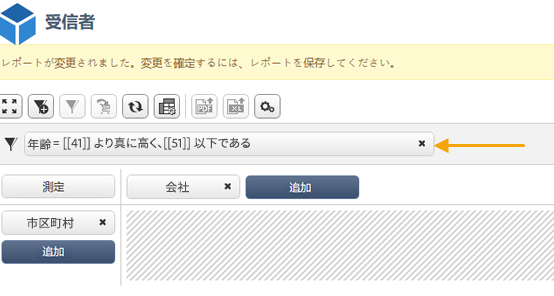 受信者
レポートが変更されました。変更を確定するには、レポートを保存してください。
PDF XL
年齢 = [[41]] より真に高く、[[51]] 以下である ×
測定 会社 × 追加
市区町村 ×
追加